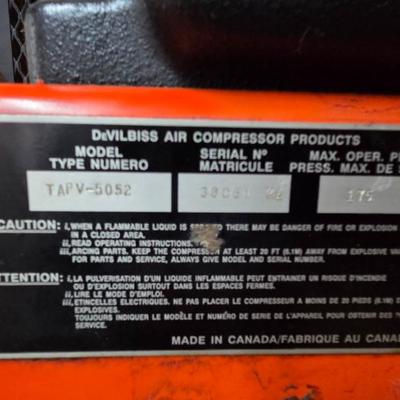 DEVILBISS AIR COMPRESSOR PRODUCTS
MODEL SERIAL Nº MAX. OPER. P
TYPE NUMERO MATRICULE PRESS. MAX. DE
TAPV-5052 175
CAUTION: i, WHEN A FLAMMABLE LIQUID IS THERE MAY BE DANGER OF FIRE OR EXPLOSION
IN A CLOSED AREA.
ii, READ OPERATING INSTRUCTIONS.
iii, ARCING PARTS. KEEP THE COMPRESSOR AT LEAST 20 FT (6.1M) AWAY FROM EXPLOSIVE VA
FOR PARTS AND SERVICE, ALWAYS GIVE MODEL AND SERIAL NUMBER.
ATTENTION: i, LA PULVERISATION D'UN LIQUIDE INFLAMMABLE PEUT ENTRAINER UN RISQUE D'INCENDIE
OU D'EXPLOSION SURTOUT DANS LES ESPACES FERMES.
ii, LIRE LE MODE D'EMPLOI.
iii, ETINCELLES ELECTRIQUES. NE PAS PLACER LE COMPRESSEUR A MOINS DE 20 PIEDS (6.1M)
EXPLOSIVES.
TOUJOURS INDIQUER LE MODÈLE ET NUMÉRO DE SERIE DE L'APPAREIL POUR OBTENIR DES
SERVICE.
MADE IN CANADA/FABRIQUE AU CANA